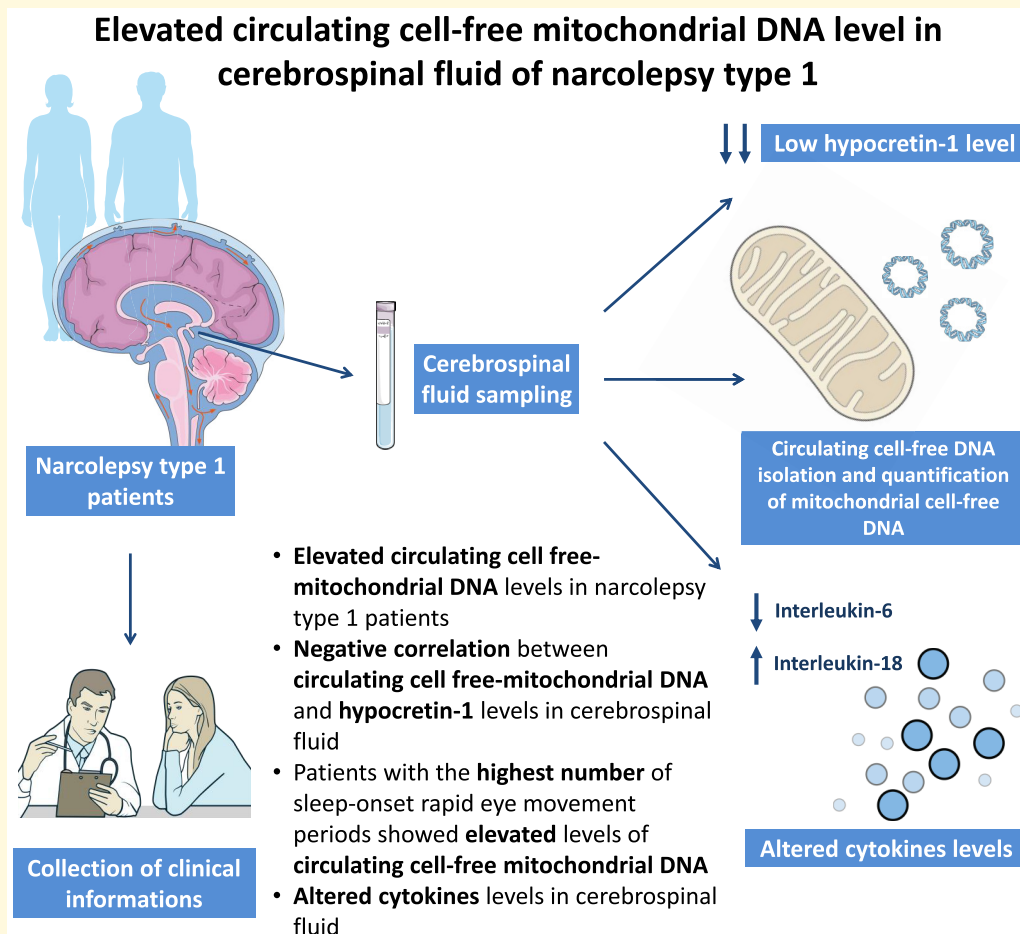 Elevated circulating cell-free mitochondrial DNA level in
cerebrospinal fluid of narcolepsy type 1
Low hypocretin-1 level
Cerebrospinal
fluid sampling
Narcolepsy type 1
patients
Circulating cell-free DNA
isolation and quantification
of mitochondrial cell-free
DNA
• Elevated circulating cell free-
mitochondrial DNA levels in narcolepsy
type 1 patients
• Negative correlation between
circulating cell free-mitochondrial DNA
and hypocretin-1 levels in cerebrospinal
fluid
• Patients with the highest number of
sleep-onset rapid eye movement
periods showed elevated levels of
circulating cell-free mitochondrial DNA
• Altered cytokines levels in cerebrospinal
fluid
Interleukin-6
Interleukin-18
Altered cytokines levels
Collection of clinical
informations